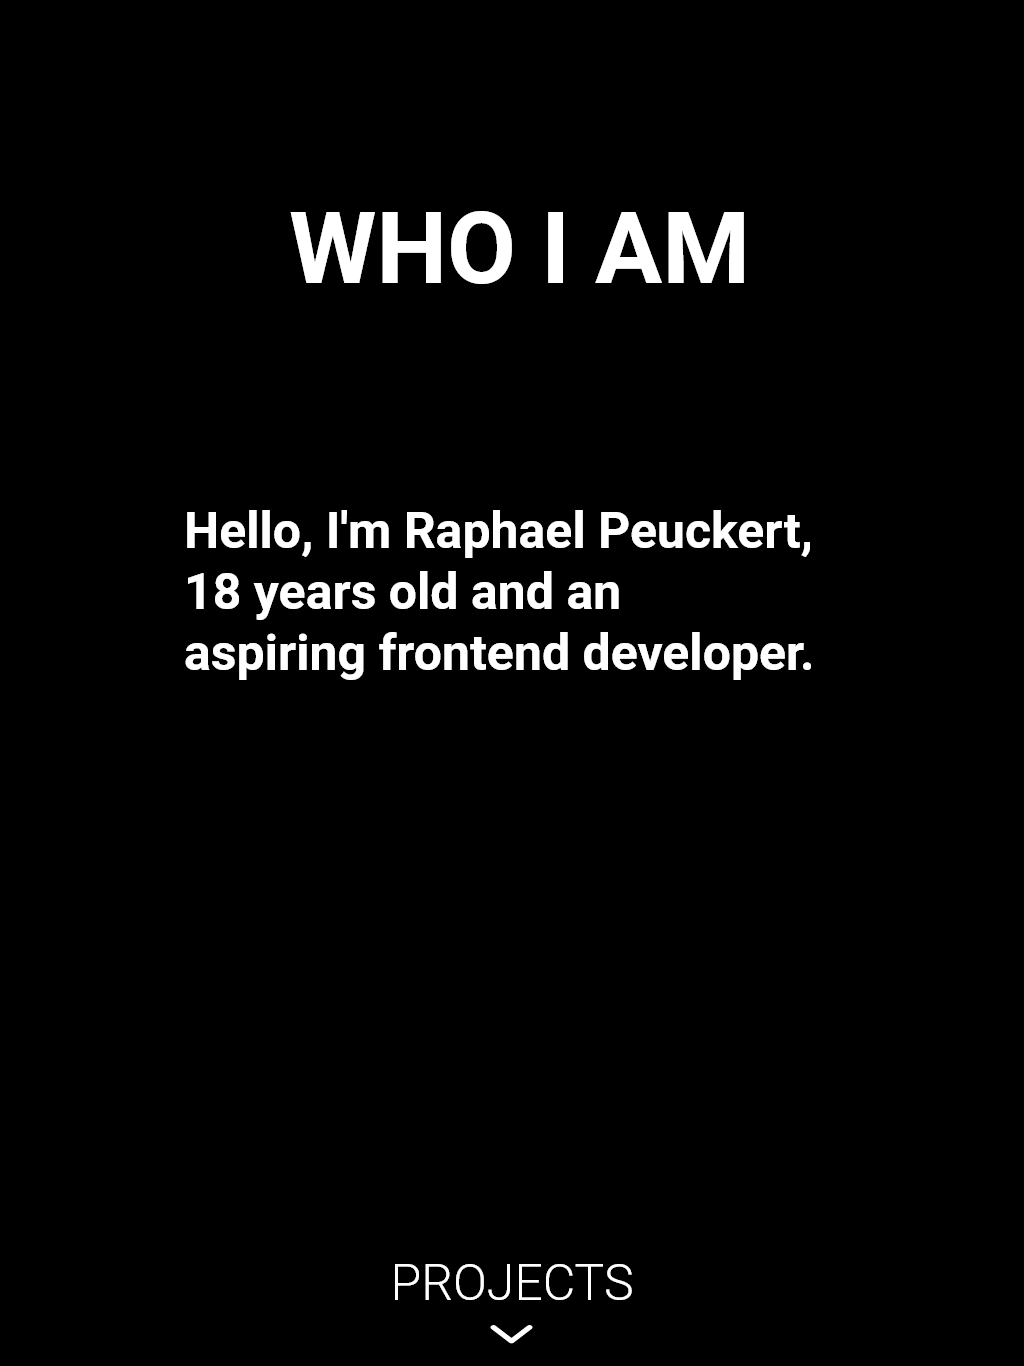 WHO I AM
Hello, I'm Raphael Peuckert,
18 years old and an
aspiring frontend developer.
PROJECTS